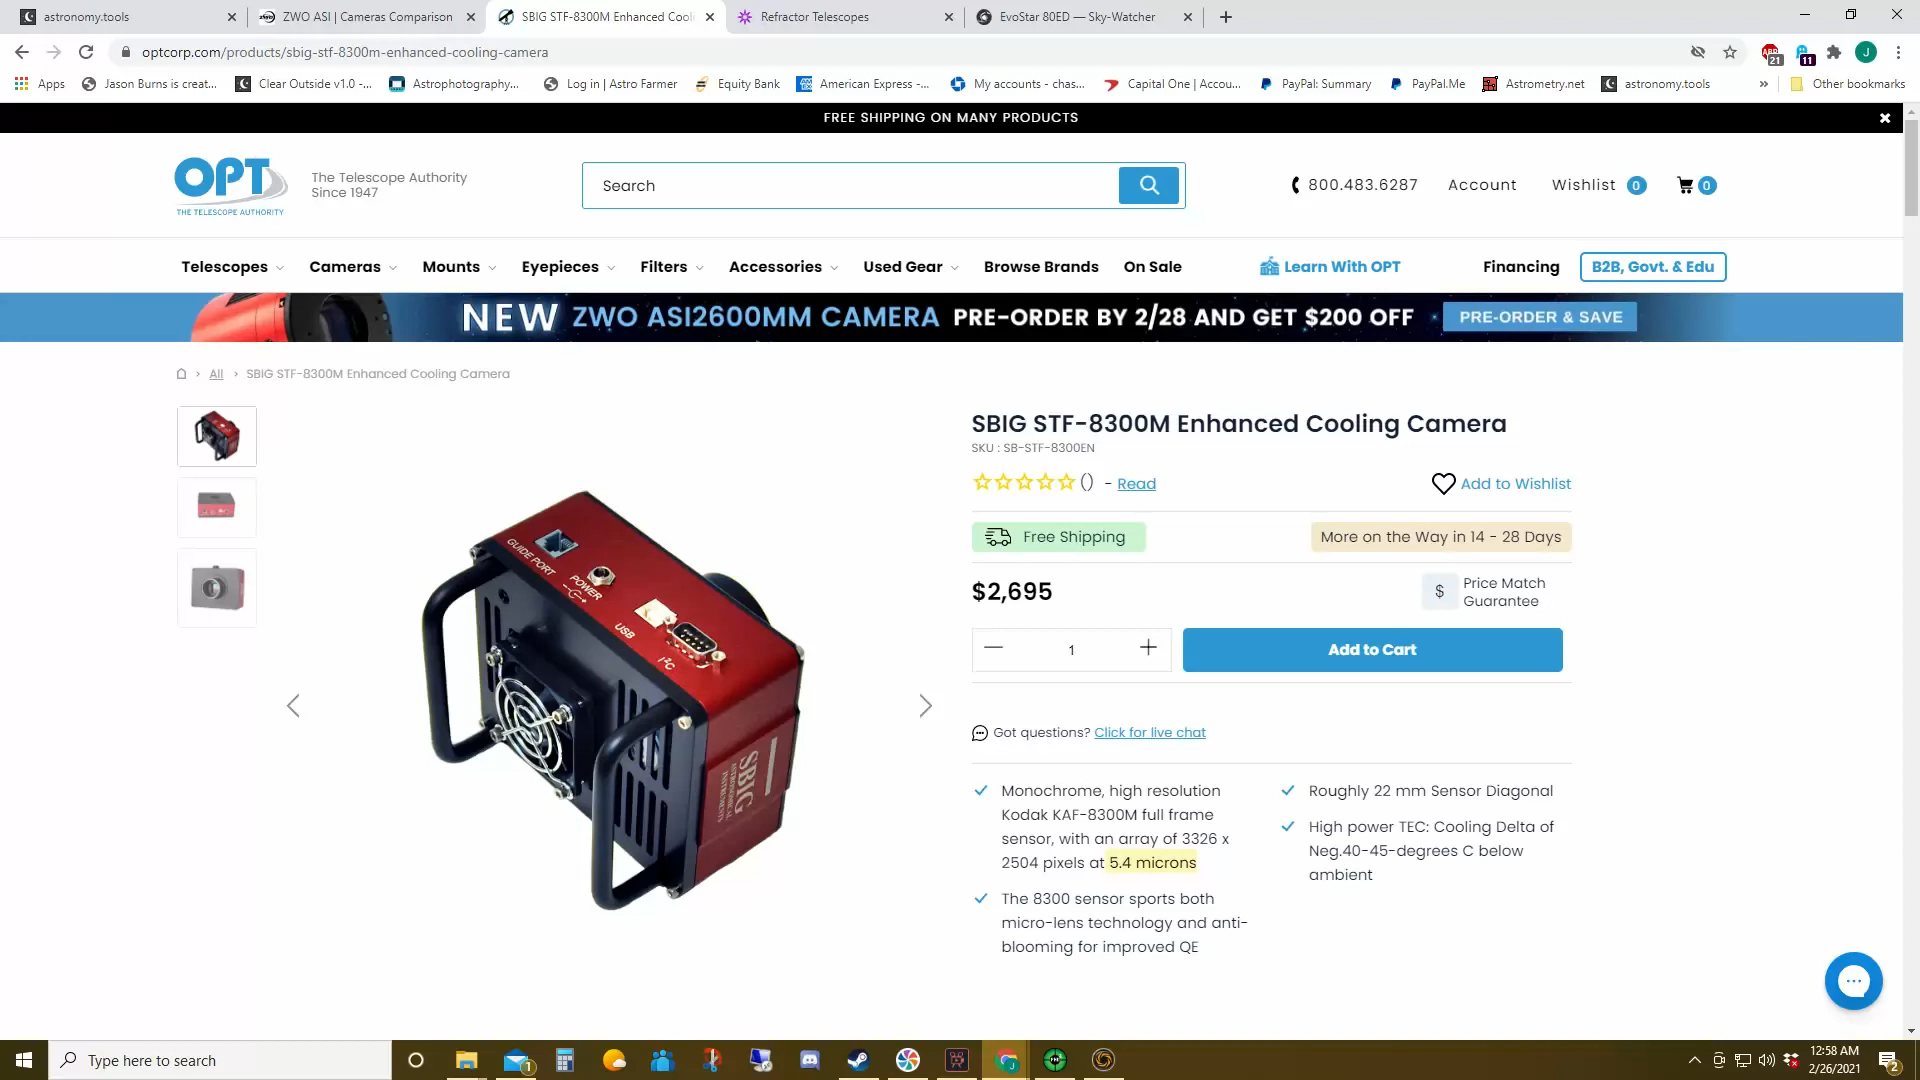 astronomy.tools
ZWO ASI | Cameras Comparison
SBIG STF-8300M Enhanced Cooli
Refractor Telescopes
EvoStar 80ED — Sky-Watcher
optcorp.com/products/sbig-stf-8300m-enhanced-cooling-camera
ABP
21
11
J
Apps
Jason Burns is creat...
Clear Outside v1.0 -...
Astrophotography...
Log in | Astro Farmer
Equity Bank
American Express -...
My accounts - chas...
Capital One | Accou...
PayPal: Summary
PayPal.Me
Astrometry.net
astronomy.tools
»
Other bookmarks
FREE SHIPPING ON MANY PRODUCTS
OPT
THE TELESCOPE AUTHORITY
The Telescope Authority
Since 1947
Search
800.483.6287
Account
Wishlist 0
0
Telescopes
Cameras
Mounts
Eyepieces
Filters
Accessories
Used Gear
Browse Brands
On Sale
Learn With OPT
Financing
B2B, Govt. & Edu
NEW ZWO ASI2600MM CAMERA PRE-ORDER BY 2/28 AND GET $200 OFF
PRE-ORDER & SAVE
All > SBIG STF-8300M Enhanced Cooling Camera
GUIDE PORT
POWER
USB
I²C
SBIG
ASTRONOMICAL
INSTRUMENTS
SBIG STF-8300M Enhanced Cooling Camera
SKU : SB-STF-8300EN
() - Read
Add to Wishlist
Free Shipping
More on the Way in 14 - 28 Days
$2,695
$
Price Match
Guarantee
1
Add to Cart
Got questions? Click for live chat
Monochrome, high resolution
Kodak KAF-8300M full frame
sensor, with an array of 3326 x
2504 pixels at 5.4 microns
The 8300 sensor sports both
micro-lens technology and anti-
blooming for improved QE
Roughly 22 mm Sensor Diagonal
High power TEC: Cooling Delta of
Neg.40-45-degrees C below
ambient
Type here to search
1
J
12:58 AM
2/26/2021
2